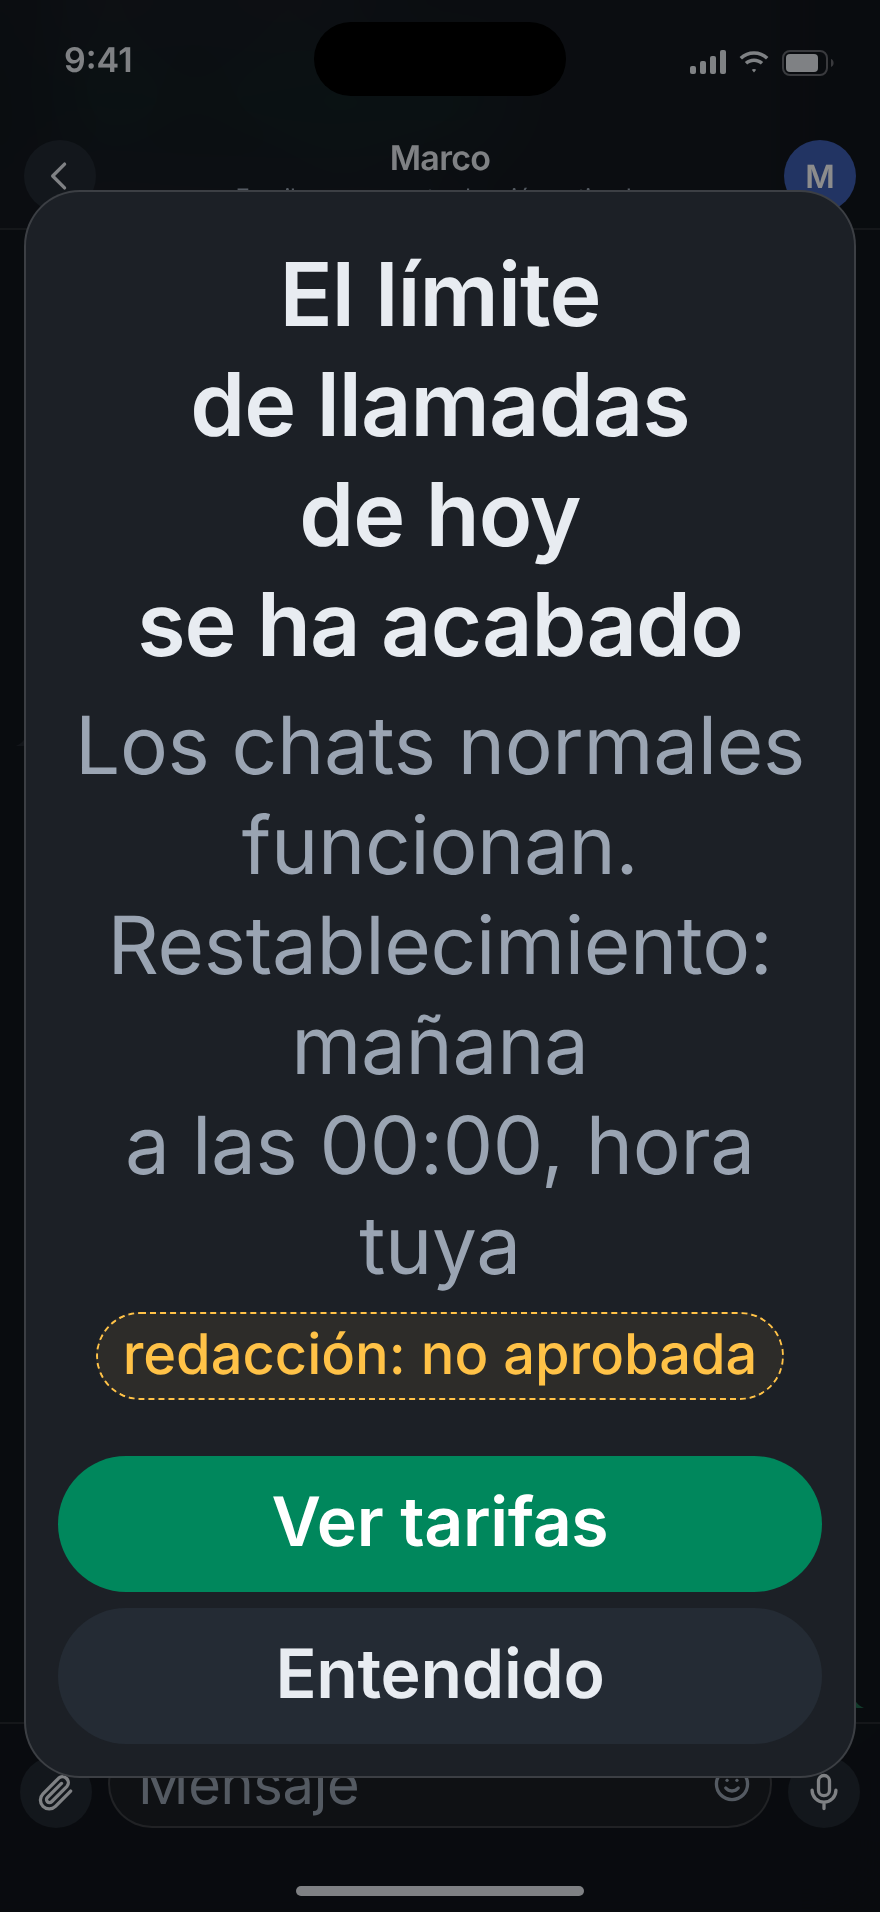 9:41
Marco
M
El límite
de llamadas
de hoy
se ha acabado
Los chats normales
funcionan.
Restablecimiento:
mañana
a las 00:00, hora
tuya
redacción: no aprobada
Ver tarifas
Entendido
Mensaje